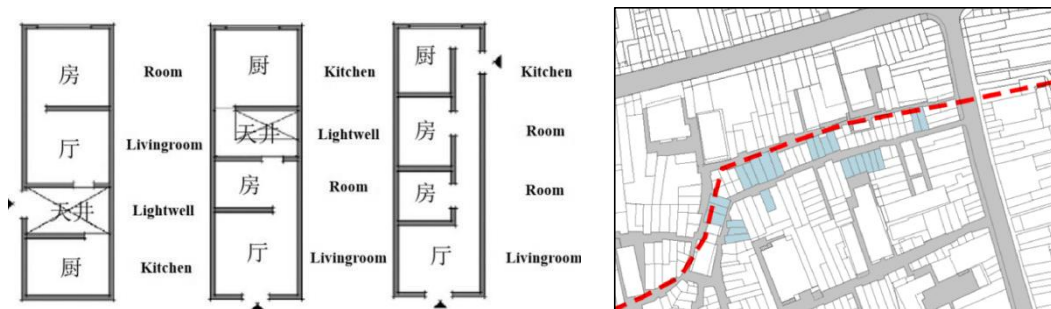 房 Room
厅 Livingroom
天井 Lightwell
厨 Kitchen
厨 Kitchen
天井 Lightwell
房 Room
厅 Livingroom
厨 Kitchen
房 Room
房 Room
厅 Livingroom